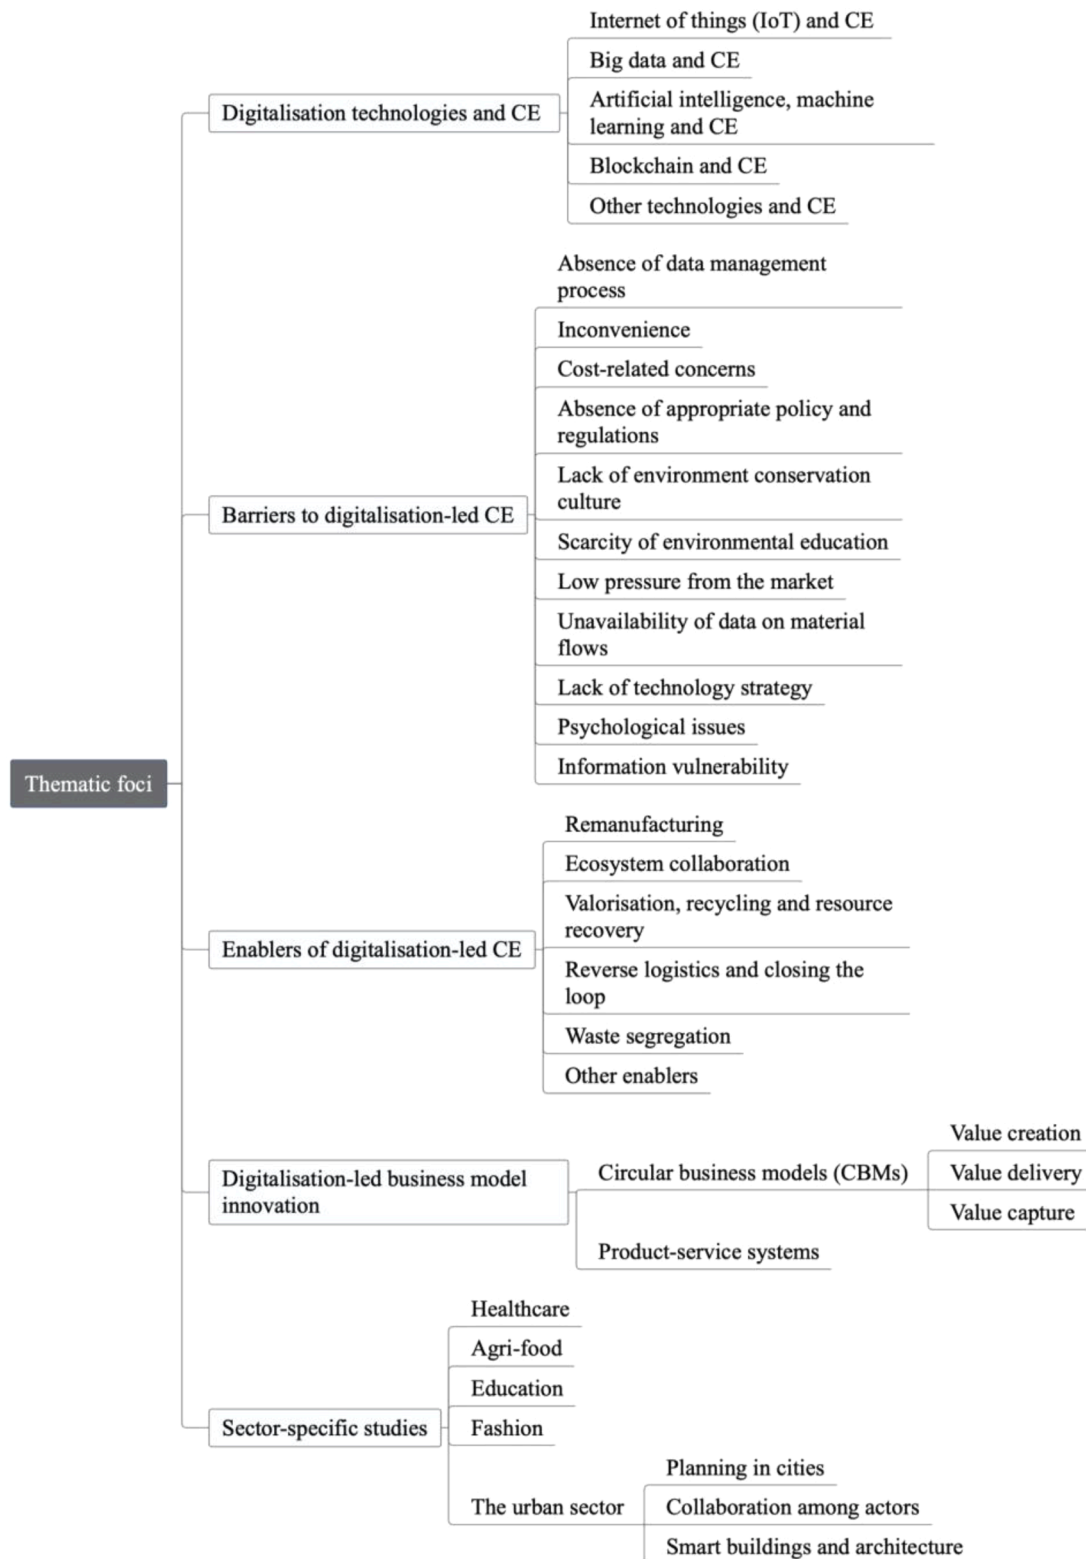 Thematic foci
Digitalisation technologies and CE
Internet of things (IoT) and CE
Big data and CE
Artificial intelligence, machine
learning and CE
Blockchain and CE
Other technologies and CE
Barriers to digitalisation-led CE
Absence of data management
process
Inconvenience
Cost-related concerns
Absence of appropriate policy and
regulations
Lack of environment conservation
culture
Scarcity of environmental education
Low pressure from the market
Unavailability of data on material
flows
Lack of technology strategy
Psychological issues
Information vulnerability
Enablers of digitalisation-led CE
Remanufacturing
Ecosystem collaboration
Valorisation, recycling and resource
recovery
Reverse logistics and closing the
loop
Waste segregation
Other enablers
Digitalisation-led business model
innovation
Circular business models (CBMs)
Value creation
Value delivery
Value capture
Product-service systems
Sector-specific studies
Healthcare
Agri-food
Education
Fashion
The urban sector
Planning in cities
Collaboration among actors
Smart buildings and architecture